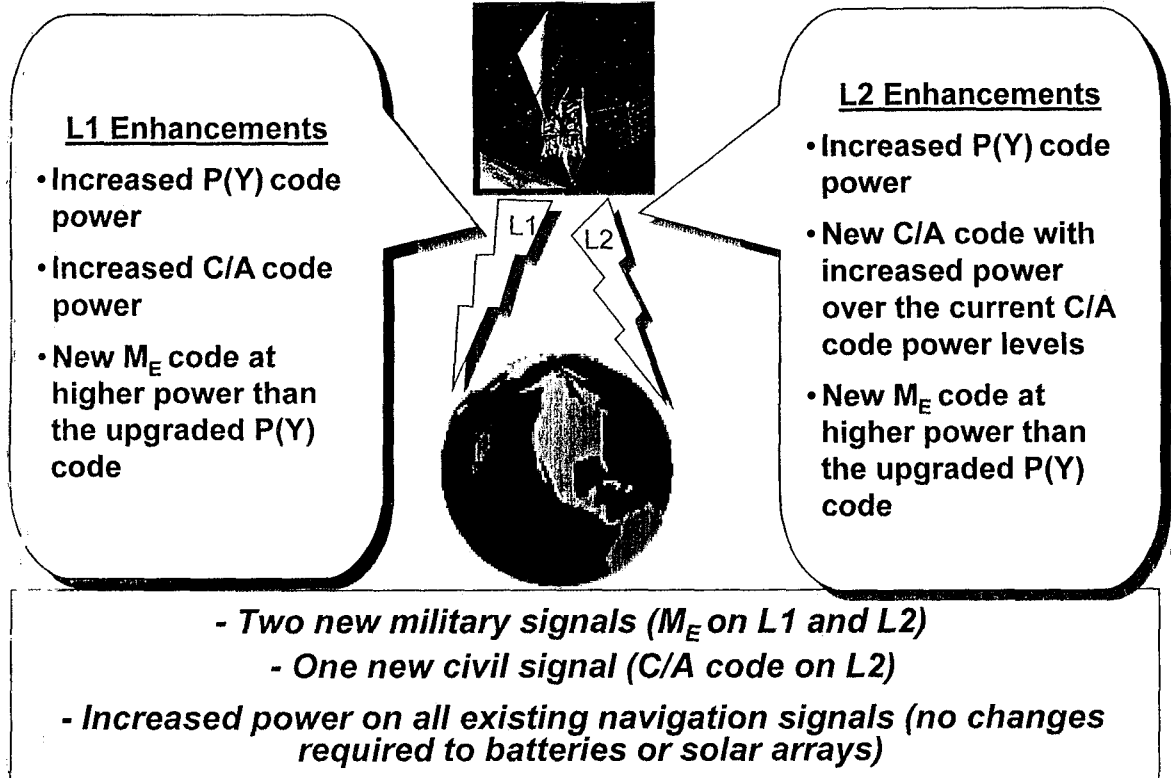 L1 Enhancements
•Increased P(Y) code
power
•Increased C/A code
power
•New M_E code at
higher power than
the upgraded P(Y)
code
L1
L2
L2 Enhancements
•Increased P(Y) code
power
•New C/A code with
increased power
over the current C/A
code power levels
•New M_E code at
higher power than
the upgraded P(Y)
code
- Two new military signals (M_E on L1 and L2)
- One new civil signal (C/A code on L2)
- Increased power on all existing navigation signals (no changes
required to batteries or solar arrays)